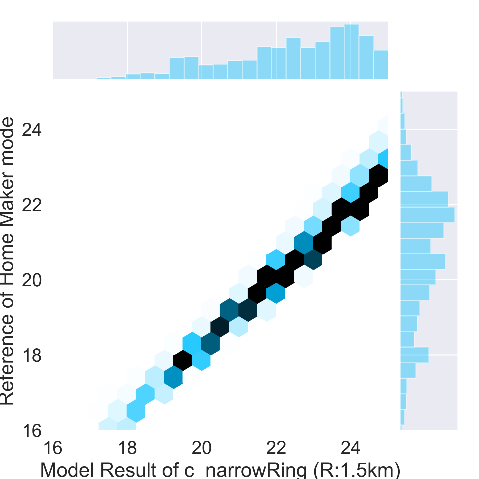 24
22
20
18
16
Reference of Home Maker mode
16 18 20 22 24
Model Result of c_narrowRing (R:1.5km)